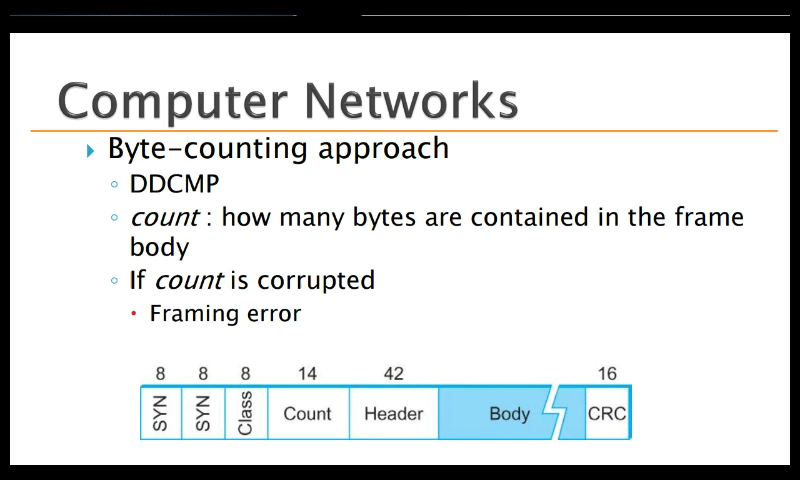 Computer Networks
Byte-counting approach
DDCMP
count : how many bytes are contained in the frame
body
If count is corrupted
Framing error
8 8 8 14 42 16
SYN SYN Class Count Header Body CRC